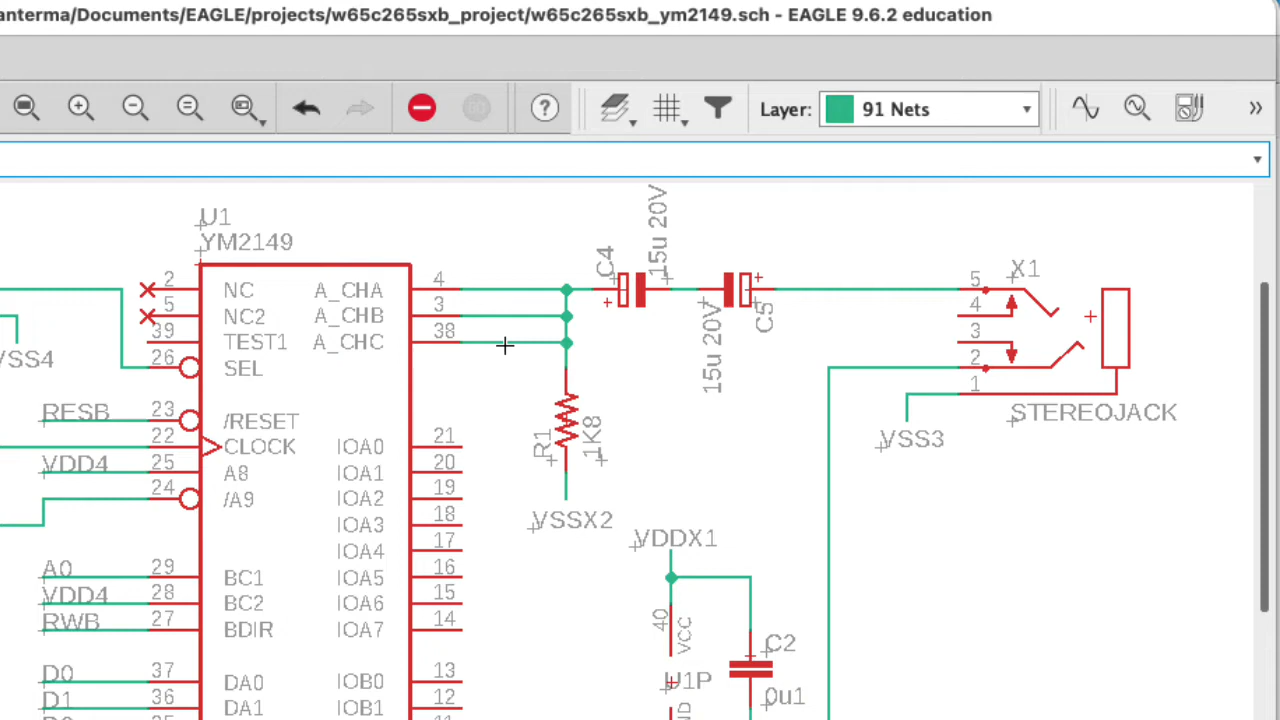 anterma/Documents/EAGLE/projects/w65c265sxb_project/w65c265sxb_ym2149.sch - EAGLE 9.6.2 education
Layer: 91 Nets
U1
YM2149
2 NC A_CHA 4
5 NC2 A_CHB 3
39 TEST1 A_CHC 38
26 SEL
VSS4
RESB 23 /RESET
22 CLOCK IOA0 21
VDD4 25 A8 IOA1 20
24 /A9 IOA2 19
IOA3 18
IOA4 17
A0 29 BC1 IOA5 16
VDD4 28 BC2 IOA6 15
RWB 27 BDIR IOA7 14
D0 37 DA0 IOB0 13
D1 36 DA1 IOB1 12
C4
15u 20V
15u 20V
C5
R1
1K8
VSSX2
X1
5
4
3
2
1
STEREOJACK
VSS3
VDDX1
40
VCC
C2
U1P
0u1